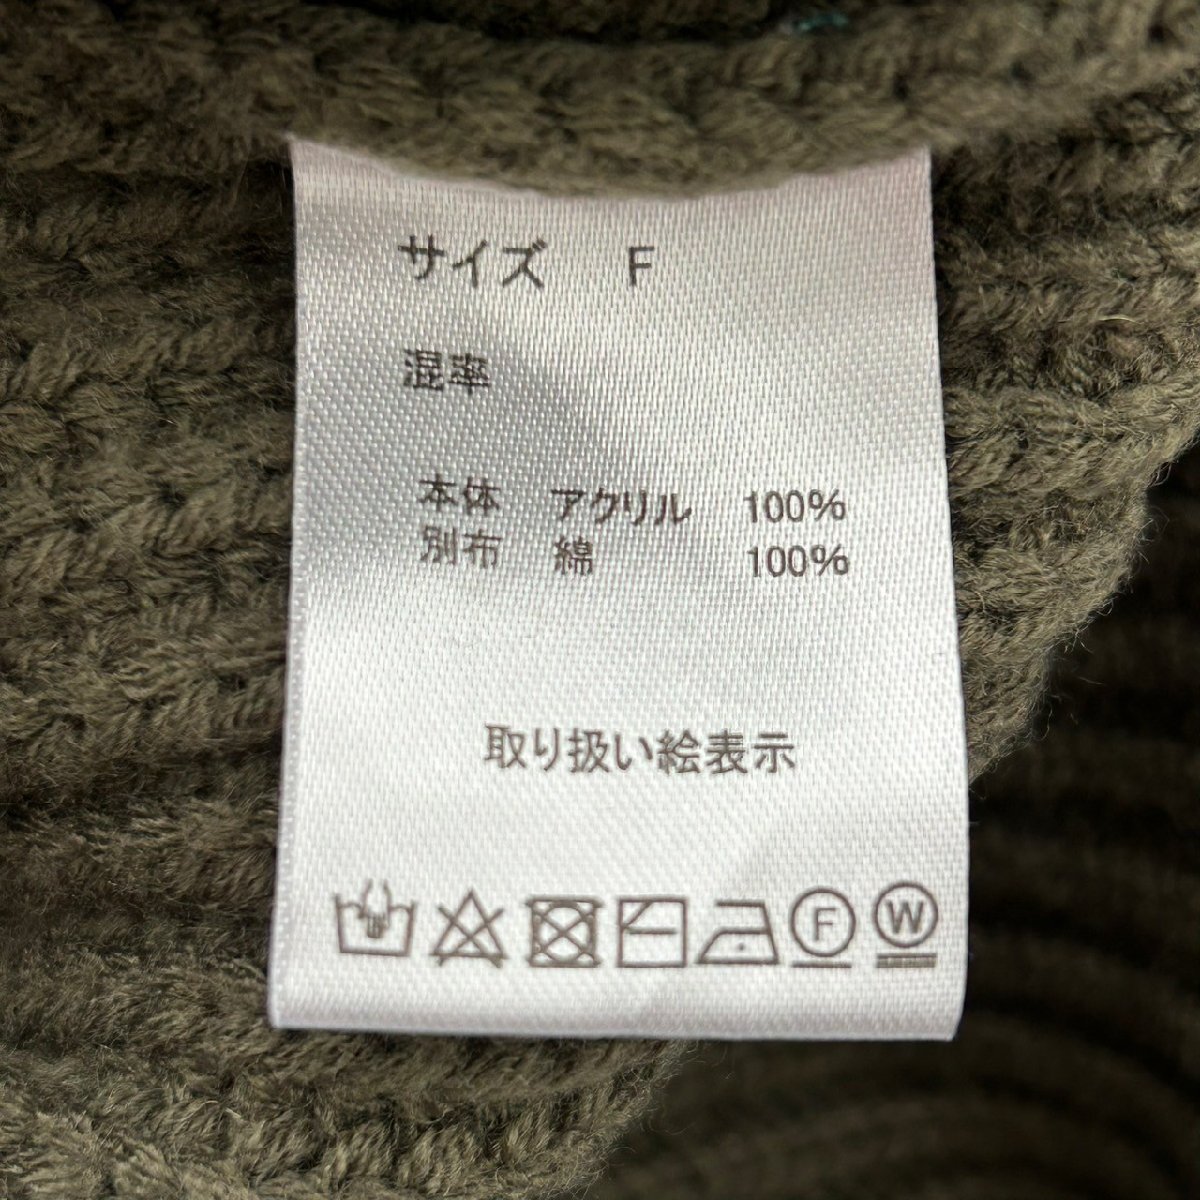 サイズ F
混率
本体 アクリル 100%
別布 綿 100%
取り扱い絵表示
F W